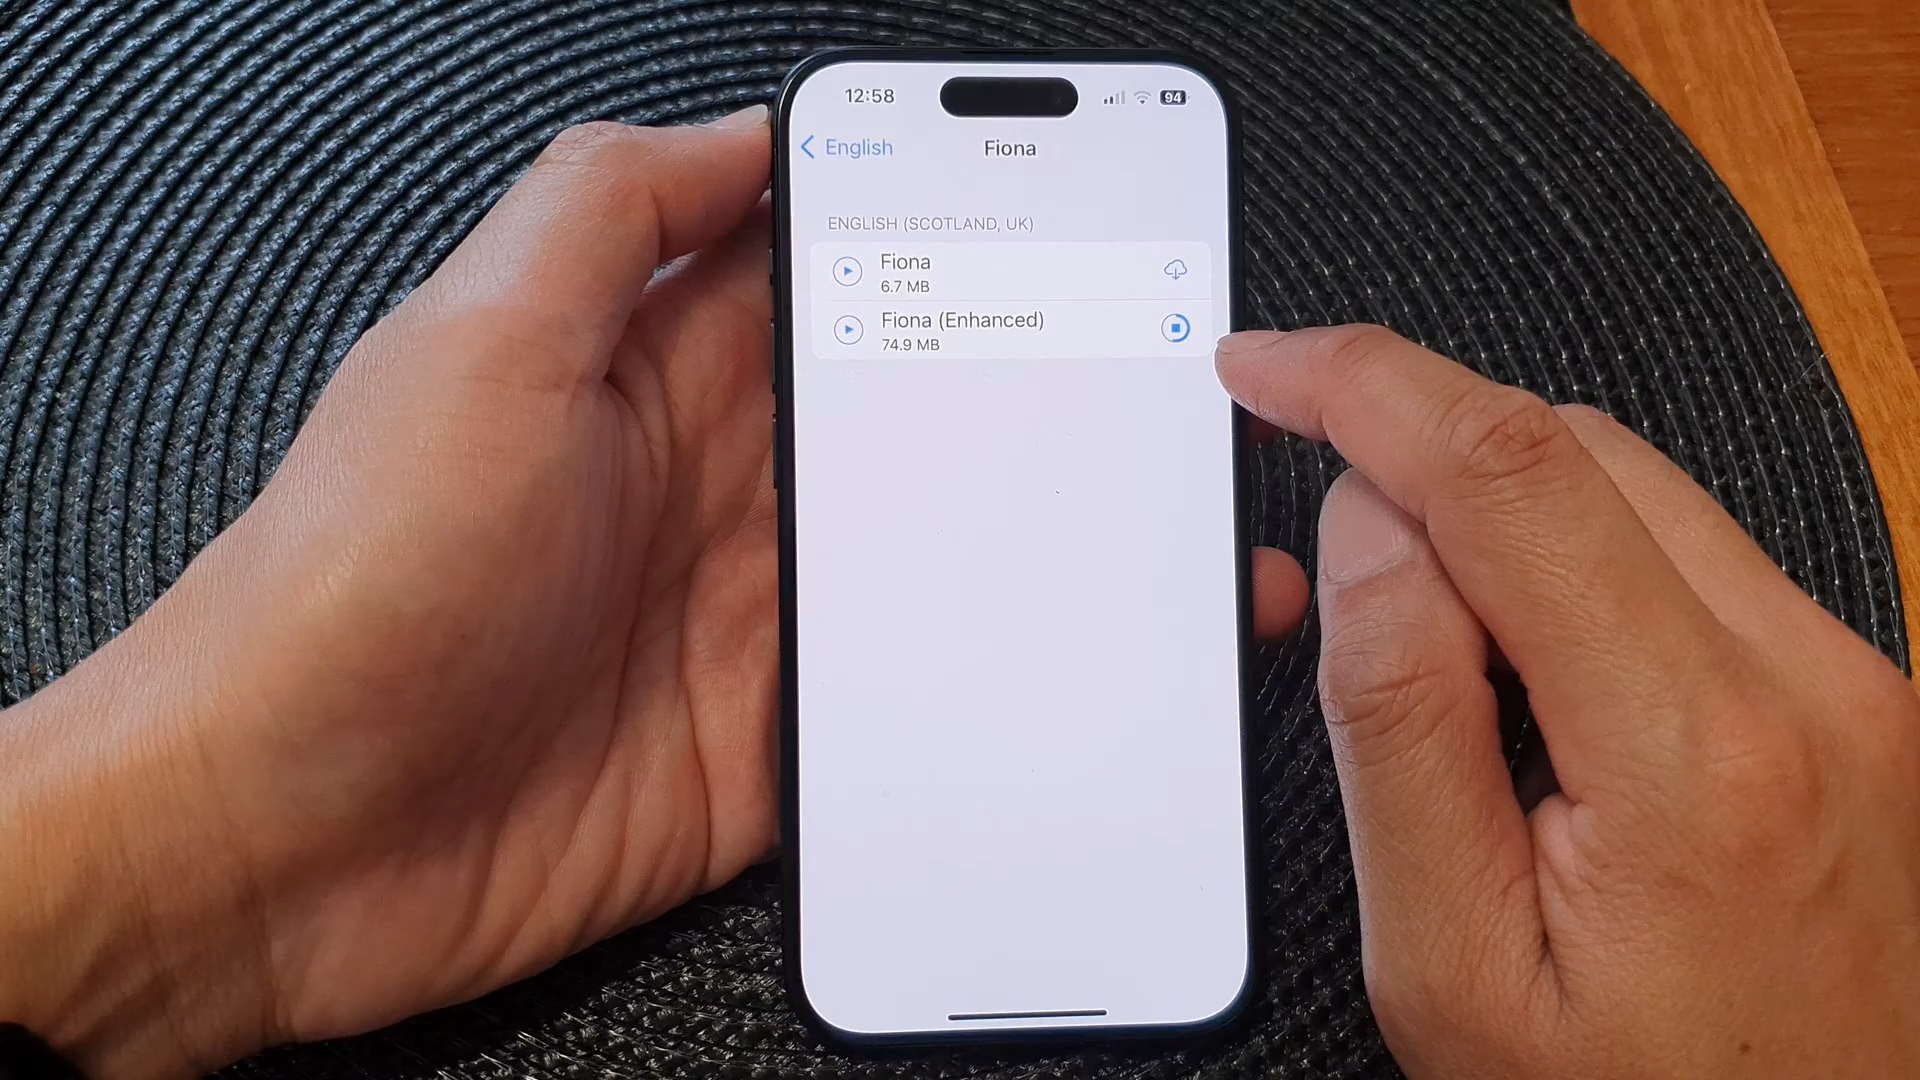 12:58
94
English
Fiona
ENGLISH (SCOTLAND, UK)
Fiona
6.7 MB
Fiona (Enhanced)
74.9 MB